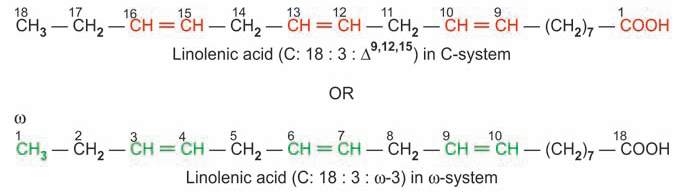 18 17 16 15 14 13 12 11 10 9 1
CH₃ — CH₂ — CH = CH — CH₂ — CH = CH — CH₂ — CH = CH — (CH₂)₇ — COOH
Linolenic acid (C: 18 : 3 : Δ⁹,¹²,¹⁵) in C-system
OR
ω
1 2 3 4 5 6 7 8 9 10 18
CH₃ — CH₂ — CH = CH — CH₂ — CH = CH — CH₂ — CH = CH — (CH₂)₇ — COOH
Linolenic acid (C: 18 : 3 : ω-3) in ω-system